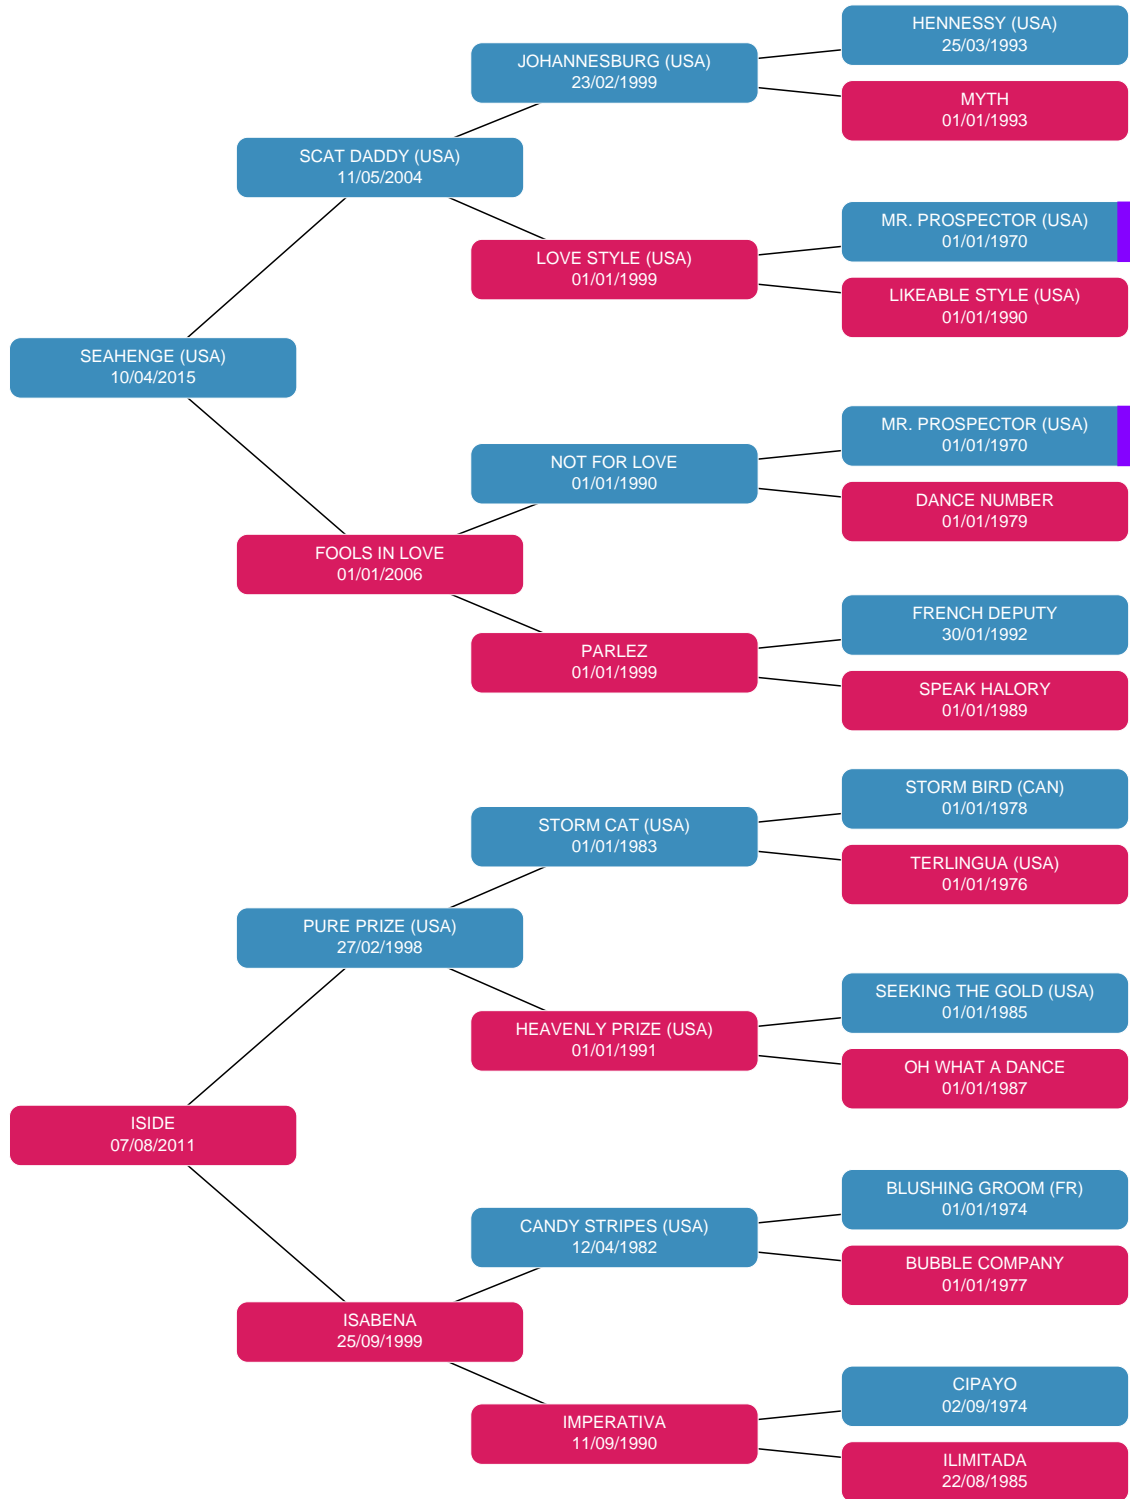 HENNESSY (USA)
25/03/1993
JOHANNESBURG (USA)
23/02/1999
MYTH
01/01/1993
SCAT DADDY (USA)
11/05/2004
MR. PROSPECTOR (USA)
01/01/1970
LOVE STYLE (USA)
01/01/1999
LIKEABLE STYLE (USA)
01/01/1990
SEAHENGE (USA)
10/04/2015
MR. PROSPECTOR (USA)
01/01/1970
NOT FOR LOVE
01/01/1990
DANCE NUMBER
01/01/1979
FOOLS IN LOVE
01/01/2006
FRENCH DEPUTY
30/01/1992
PARLEZ
01/01/1999
SPEAK HALORY
01/01/1989
STORM BIRD (CAN)
01/01/1978
STORM CAT (USA)
01/01/1983
TERLINGUA (USA)
01/01/1976
PURE PRIZE (USA)
27/02/1998
SEEKING THE GOLD (USA)
01/01/1985
HEAVENLY PRIZE (USA)
01/01/1991
OH WHAT A DANCE
01/01/1987
ISIDE
07/08/2011
BLUSHING GROOM (FR)
01/01/1974
CANDY STRIPES (USA)
12/04/1982
BUBBLE COMPANY
01/01/1977
ISABENA
25/09/1999
CIPAYO
02/09/1974
IMPERATIVA
11/09/1990
ILIMITADA
22/08/1985